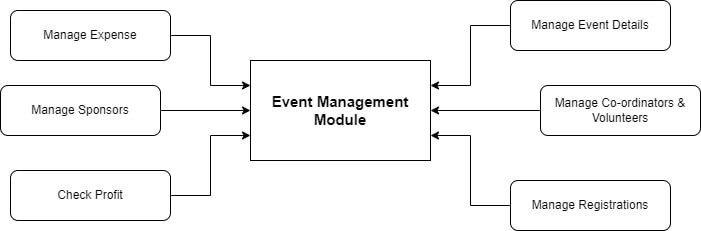 Manage Expense
Manage Sponsors
Check Profit
Event Management
Module
Manage Event Details
Manage Co-ordinators &
Volunteers
Manage Registrations